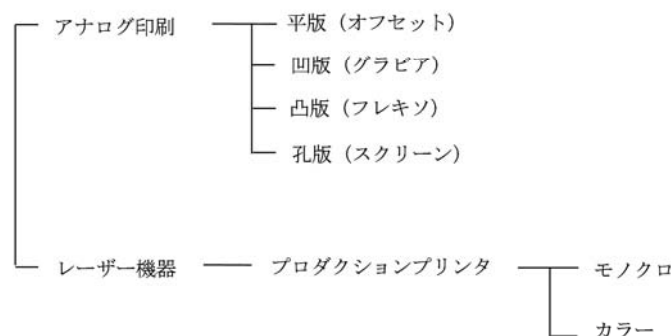 アナログ印刷
平版（オフセット）
凹版（グラビア）
凸版（フレキソ）
孔版（スクリーン）
レーザー機器
プロダクションプリンタ
モノクロ
カラー